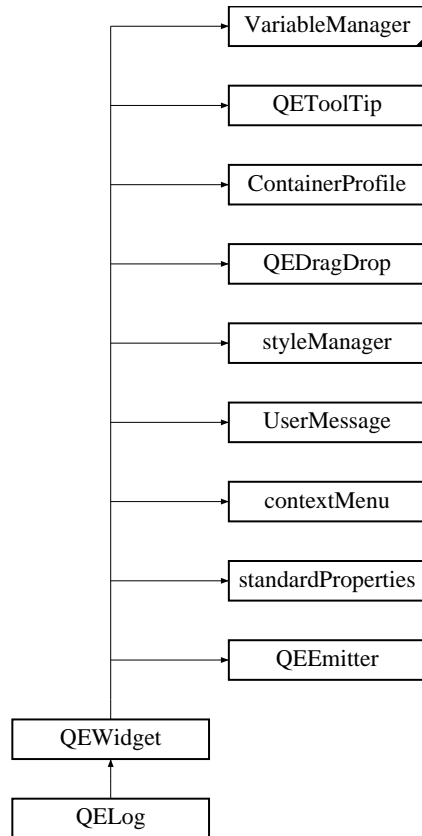 VariableManager
QEToolTip
ContainerProfile
QEDragDrop
styleManager
UserMessage
contextMenu
standardProperties
QEEmitter
QEWidget
QELog